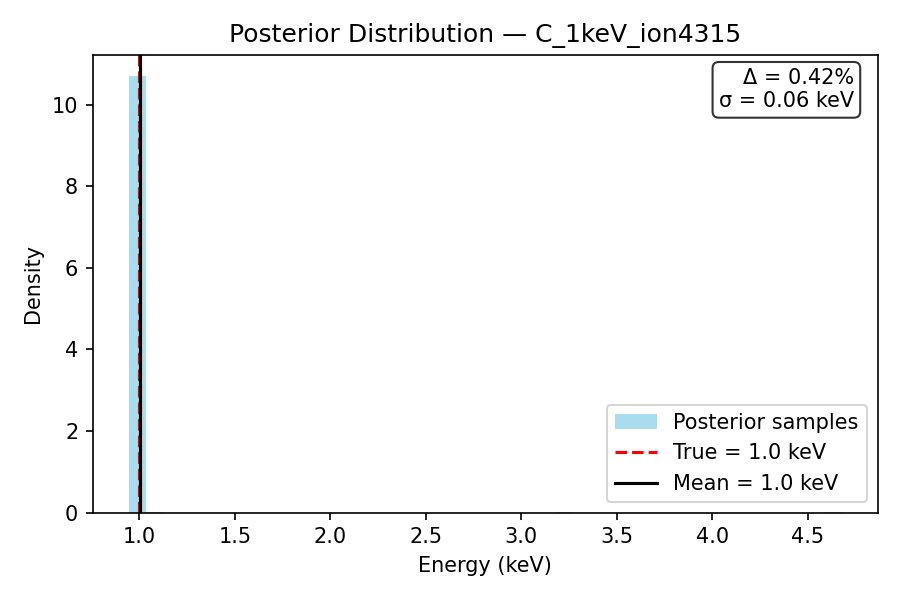 Posterior Distribution — C_1keV_ion4315
Δ = 0.42%
σ = 0.06 keV
Density
10
8
6
4
2
0
Posterior samples
True = 1.0 keV
Mean = 1.0 keV
1.0 1.5 2.0 2.5 3.0 3.5 4.0 4.5
Energy (keV)